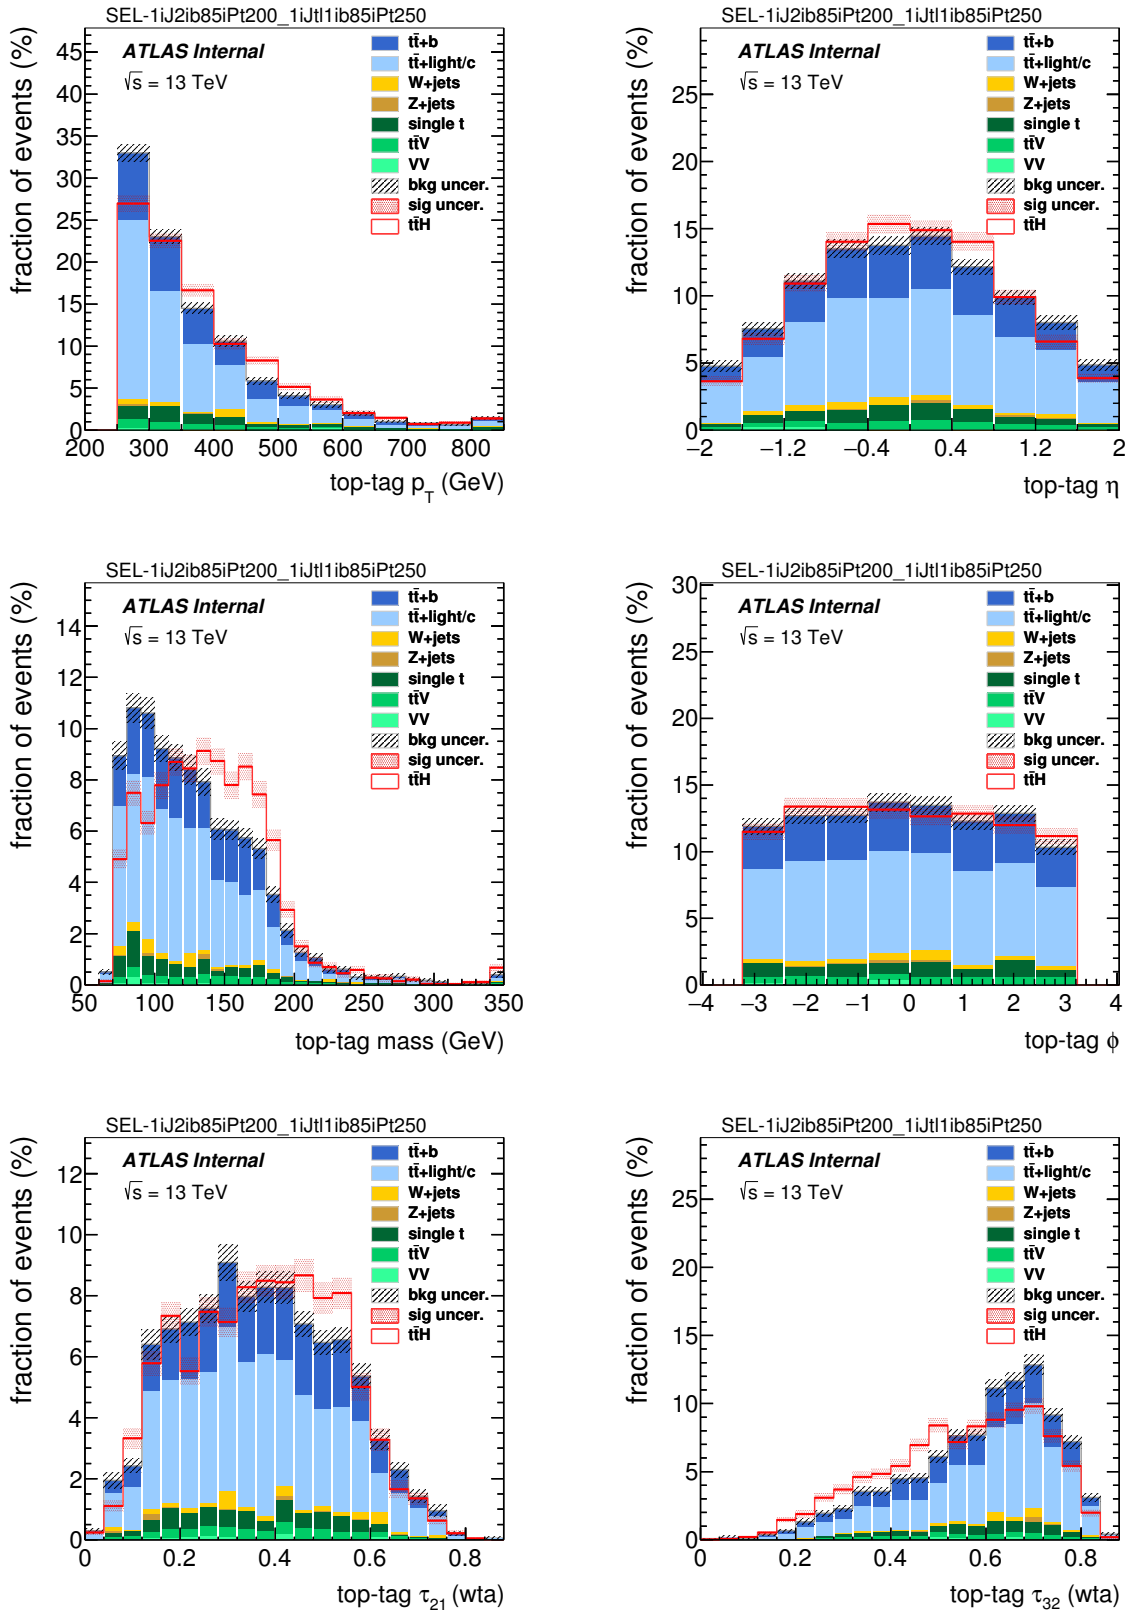 SEL-1iJ2ib85iPt200_1iJtl1ib85iPt250
fraction of events (%)
ATLAS Internal
√s = 13 TeV
tt̄+b
tt̄+light/c
W+jets
Z+jets
single t
tt̄V
VV
bkg uncer.
sig uncer.
tt̄H
45
40
35
30
25
20
15
10
5
0
200 300 400 500 600 700 800
top-tag p_T (GeV)
SEL-1iJ2ib85iPt200_1iJtl1ib85iPt250
fraction of events (%)
ATLAS Internal
√s = 13 TeV
tt̄+b
tt̄+light/c
W+jets
Z+jets
single t
tt̄V
VV
bkg uncer.
sig uncer.
tt̄H
25
20
15
10
5
0
−2 −1.2 −0.4 0.4 1.2 2
top-tag η
SEL-1iJ2ib85iPt200_1iJtl1ib85iPt250
fraction of events (%)
ATLAS Internal
√s = 13 TeV
tt̄+b
tt̄+light/c
W+jets
Z+jets
single t
tt̄V
VV
bkg uncer.
sig uncer.
tt̄H
14
12
10
8
6
4
2
0
50 100 150 200 250 300 350
top-tag mass (GeV)
SEL-1iJ2ib85iPt200_1iJtl1ib85iPt250
fraction of events (%)
ATLAS Internal
√s = 13 TeV
tt̄+b
tt̄+light/c
W+jets
Z+jets
single t
tt̄V
VV
bkg uncer.
sig uncer.
tt̄H
30
25
20
15
10
5
0
−4 −3 −2 −1 0 1 2 3 4
top-tag ϕ
SEL-1iJ2ib85iPt200_1iJtl1ib85iPt250
fraction of events (%)
ATLAS Internal
√s = 13 TeV
tt̄+b
tt̄+light/c
W+jets
Z+jets
single t
tt̄V
VV
bkg uncer.
sig uncer.
tt̄H
12
10
8
6
4
2
0
0 0.2 0.4 0.6 0.8
top-tag τ₂₁ (wta)
SEL-1iJ2ib85iPt200_1iJtl1ib85iPt250
fraction of events (%)
ATLAS Internal
√s = 13 TeV
tt̄+b
tt̄+light/c
W+jets
Z+jets
single t
tt̄V
VV
bkg uncer.
sig uncer.
tt̄H
25
20
15
10
5
0
0 0.2 0.4 0.6 0.8
top-tag τ₃₂ (wta)